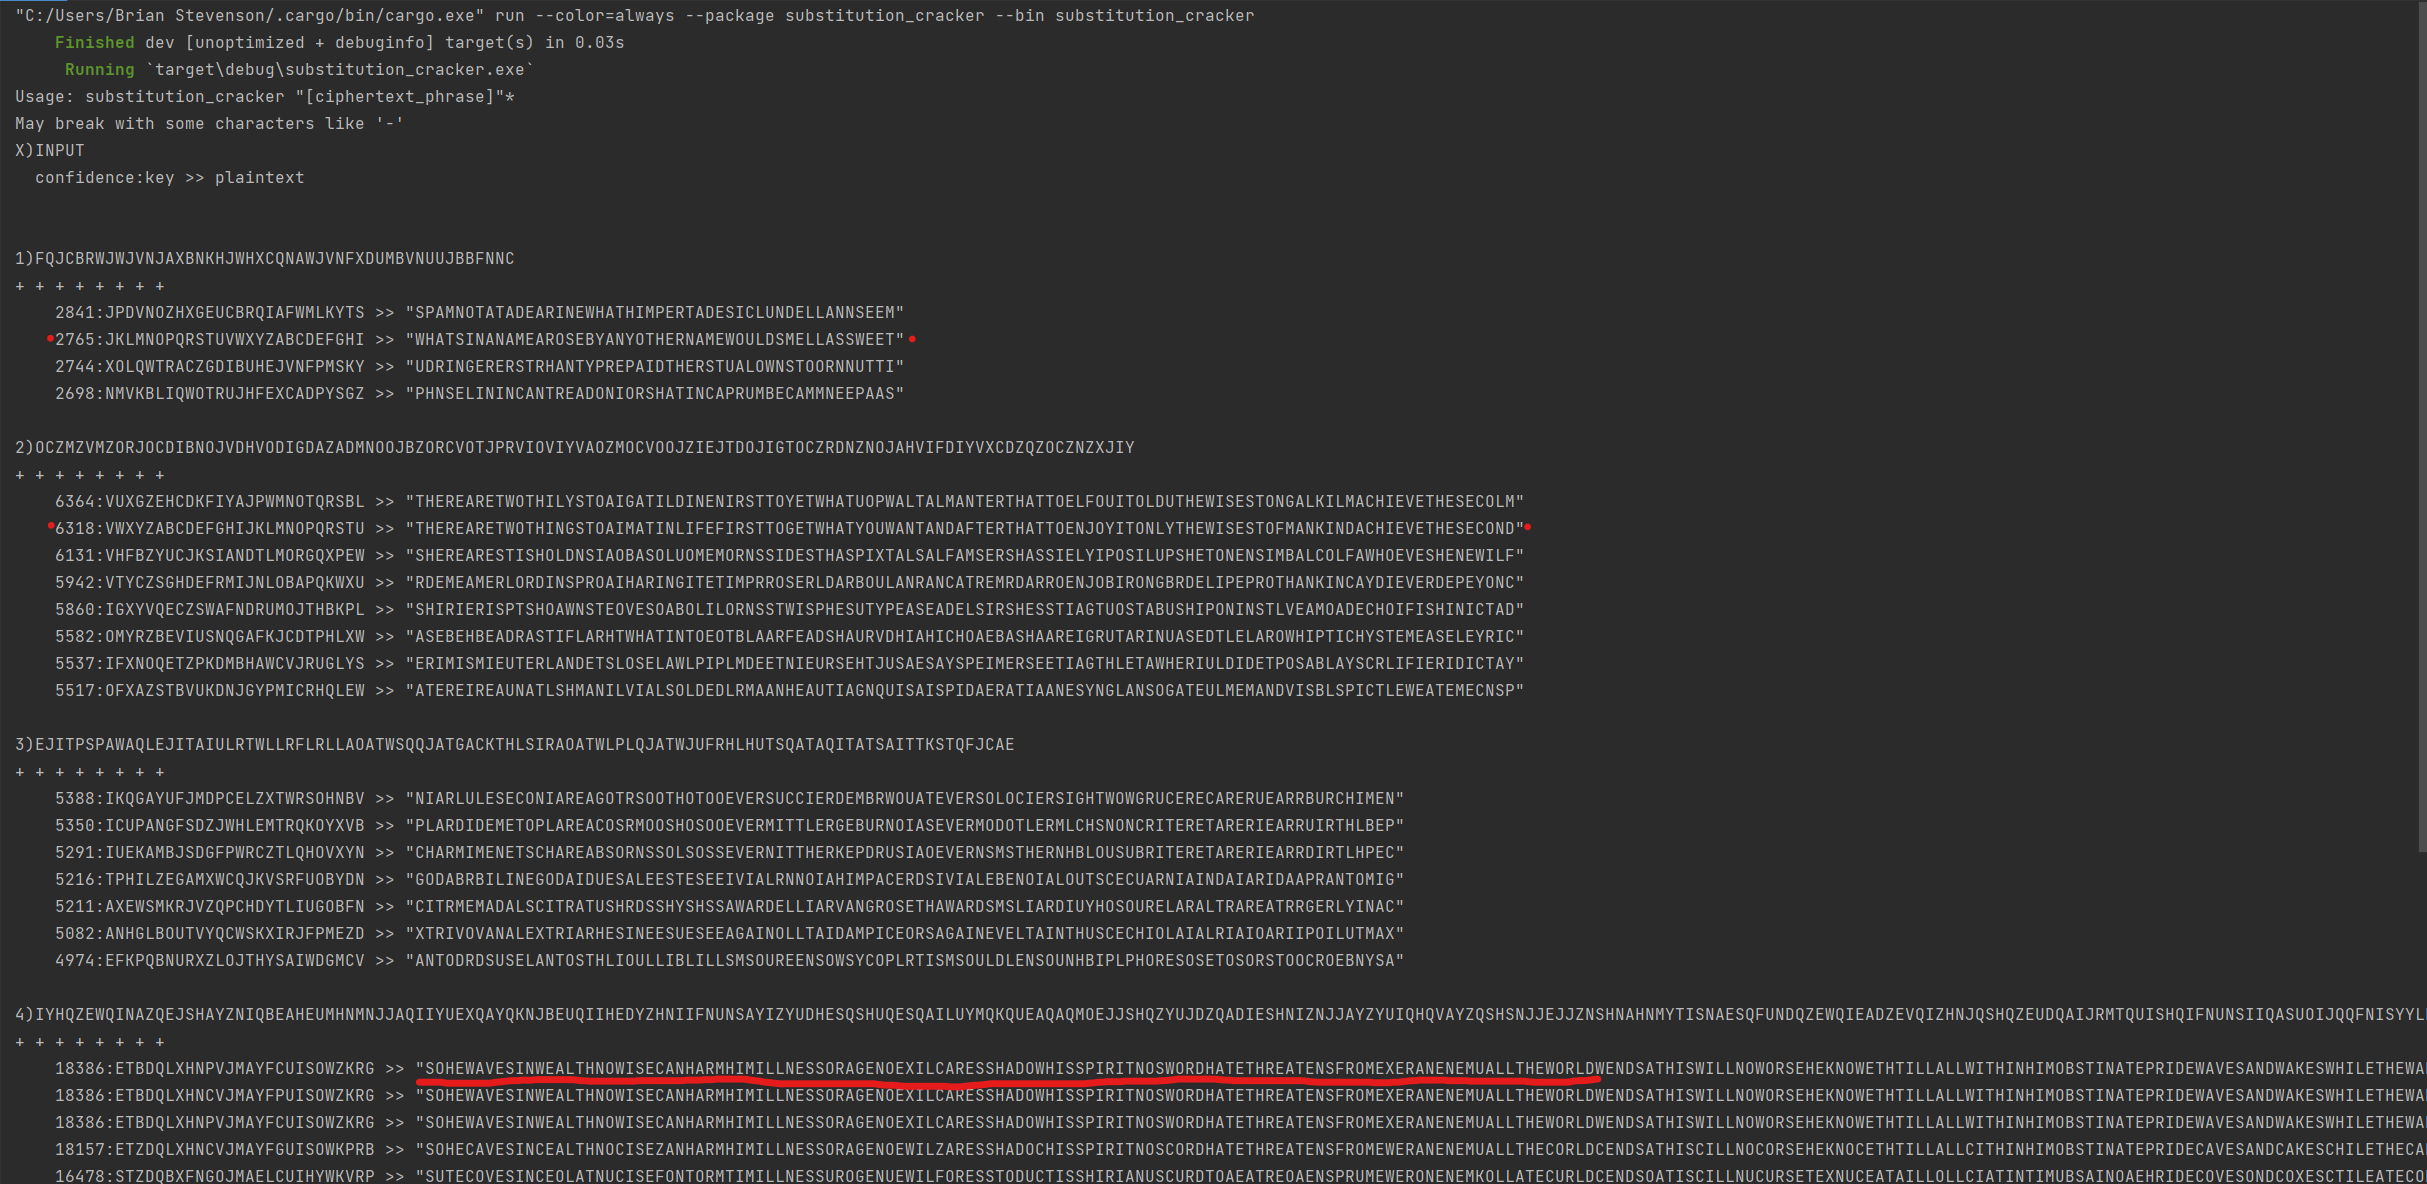 "C:/Users/Brian Stevenson/.cargo/bin/cargo.exe" run --color=always --package substitution_cracker --bin substitution_cracker
Finished dev [unoptimized + debuginfo] target(s) in 0.03s
Running `target\debug\substitution_cracker.exe`
Usage: substitution_cracker "[ciphertext_phrase]"*
May break with some characters like '-'
X)INPUT
confidence:key >> plaintext
1)FQJCBRWJWJVNJAXBNKHJWHXCQNAWJVNFXDUMBVNUUJBBFNNC
+ + + + + + + +
2841:JPDVNOZHXGEUCBRQIAFWMLKYTS >> "SPAMNOTATADEARINEWHATHIMPERTADESICLUNDELLANNSEEM"
2765:JKLMNOPQRSTUVWXYZABCDEFGHI >> "WHATSINANAMEAROSEBYANYOTHERNAMEWOULDSMELLASSWEET"
2744:XOLQWTRACZGDIBUHEJVNFPMSKY >> "UDRINGERERSTRHANTYPREPAIDTHERSTUALOWNSTOORNNUTTI"
2698:NMVKBLIQWOTRUJHFEXCADPYSGZ >> "PHNSELININCANTREADONIORSHATINCAPRUMBECAMMNEEPAAS"
2)OCZMZVMZORJOCDIBNOJVDHVODIGDAZADMNOOJBZORCVOTJPRVIOVIYVAOZMOCVOOJZIEJTDOJIGTOCZRDNZNOJAHVIFDIYVXCDZQZOCZNZXJIY
+ + + + + + + +
6364:VUXGZEHCDKFIYAJPWMNOTQRSBL >> "THEREARETWOTHILYSTOAIGATILDINENIRSTTOYETWHATUOPWALTALMANTERTHATTOELFOUITOLDUTHEWISESTONGALKILMACHIEVETHESECOLM"
6318:VWXYZABCDEFGHIJKLMNOPQRSTU >> "THEREARETWOTHINGSTOAIMATINLIFEFIRSTTOGETWHATYOUWANTANDAFTERTHATTOENJOYITONLYTHEWISESTOFMANKINDACHIEVETHESECOND"
6131:VHFBZYUCJKSIANDTLMORGQXPEW >> "SHEREARESTISHOLDNSIAOBASOLUOMEMORNSSIDESTHASPIXTALSALFAMSERSHASSIELYIPOSILUPSHETONENSIMBALCOLFAWHOEVESHENEWILF"
5942:VTYCZSGHDEFRMIJNLOBAPQKWXU >> "RDEMEAMERLORDINSPROAIHARINGITETIMPRROSERLDARBOULANRANCATREMRDARROENJOBIRONGBRDELIPEPROTHANKINCAYDIEVERDEPEYONC"
5860:IGXYVQECZSWAFNDRUMOJTHBKPL >> "SHIRIERISPTSHOAWNSTEOVESOABOLILORNSSTWISPHESUTYPEASEADELSIRSHESSTIAGTUOSTABUSHIPONINSTLVEAMOADECHOIFISHINICTAD"
5582:OMYRZBEVIUSNQGAFKJCDTPHLXW >> "ASEBEHBEADRASTIFLARHTWHATINTOEOTBLAARFEADSHAURVDHIAHICHOAEBASHAAREIGRUTARINUASEDTLELAROWHIPTICHYSTEMEASELEYRIC"
5537:IFXNOQETZPKDMBHAWCVJRUGLYS >> "ERIMISMIEUTERLANDETSLOSELAWLPIPLMDEETNIEURSEHTJUSAESAYSPEIMERSEETIAGTHLETAWHERIULDIDETPOSABLAYSCRLIFIERIDICTAY"
5517:OFXAZSTBVUKDNJGYPMICRHQLEW >> "ATEREIREAUNATLSHMANILVIALSOLDEDLRMAANHEAUTIAGNQUISAISPIDAERATIAANESYNGLANSOGATEULMEMANDVISBLSPICTLEWEATEMECNSP"
3)EJITPSPAWAQLEJITAIULRTWLLRFLRLLAOATWSQQJATGACKTHLSIRAOATWLPLQJATWJUFRHLHUTSQATAQITATSAITTKSTQFJCAE
+ + + + + + + +
5388:IKQGAYUFJMDPCELZXTWRSOHNBV >> "NIARLULESECONIAREAGOTRSOOTHOTOOEVERSUCCIERDEMBRWOUATEVERSOLOCIERSIGHTWOWGRUCERECARERUEARRBURCHIMEN"
5350:ICUPANGFSDZJWHLEMTRQKOYXVB >> "PLARDIDEMETOPLAREACOSRMOOSHOSOOEVERMITTLERGEBURNOIASEVERMODOTLERMLCHSNONCRITERETARERIEARRUIRTHLBEP"
5291:IUEKAMBJSDGFPWRCZTLQHOVXYN >> "CHARMIMENETSCHAREABSORNSSOLSOSSEVERNITTHERKEPDRUSIAOEVERNSMSTHERNHBLOUSUBRITERETARERIEARRDIRTLHPEC"
5216:TPHILZEGAMXWCQJKVSRFUOBYDN >> "GODABRBILINEGODAIDUESALEESTESEEIVIALRNNOIAHIMPACERDSIVIALEBENOIALOUTSCECUARNIAINDAIARIDAAPRANTOMIG"
5211:AXEWSMKRJVZQPCHDYTLIUGOBFN >> "CITRMEMADALSCITRATUSHRDSSHYSHSSAWARDELLIARVANGROSETHAWARDSMSLIARDIUYHOSOURELARALTRAREATRRGERLYINAC"
5082:ANHGLBOUTVYQCWSKXIRJFPMEZD >> "XTRIVOVANALEXTRIARHESINEESUESEEAGAINOLLTAIDAMPICEORSAGAINEVELTAINTHUSCECHIOLAIALRIAIOARIIPOILUTMAX"
4974:EFKPQBNURXZLOJTHYSAIWDGMCV >> "ANTODRDSUSELANTOSTHLIOULLIBLILLSMSOUREENSOWSYCOPLRTISMSOULDLENSOUNHBIPLPHORESOSETOSORSTOOCROEBNYSA"
4)IYHQZEWQINAZQEJSHAYZNIQBEAHEUMHNMNJJAQIIYUEXQAYQKNJBEUQIIHEDYZHNIIFNUNSAYIZYUDHESQSHUQESQAILUYMQKQUEAQAQMOEJJSHQZYUJDZQADIESHNIZNJJAYZYUIQHQVAYZQSHSNJJEJJZNSHNAHNMYTISNAESQFUNDQZEWQIEADZEVQIZHNJQSHQZEUDQAIJRMTQUISHQIFNUNSIIQASUOIJQQFNISYYL
+ + + + + + + +
18386:ETBDQLXHNPVJMAYFCUISOWZKRG >> "SOHEWAVESINWEALTHNOWISECANHARMHIMILLNESSORAGENOEXILCARESSHADOWHISSPIRITNOSWORDHATETHREATENSFROMEXERANENEMUALLTHEWORLDWENDSATHISWILLNOWORSEHEKNOWETHTILLALLWITHINHIMOBSTINATEPRIDEWAVESANDWAKESWHILETHEWA
18386:ETBDQLXHNCVJMAYFPUISOWZKRG >> "SOHEWAVESINWEALTHNOWISECANHARMHIMILLNESSORAGENOEXILCARESSHADOWHISSPIRITNOSWORDHATETHREATENSFROMEXERANENEMUALLTHEWORLDWENDSATHISWILLNOWORSEHEKNOWETHTILLALLWITHINHIMOBSTINATEPRIDEWAVESANDWAKESWHILETHEWA
18386:ETBDQLXHNPVJMAYFCUISOWZKRG >> "SOHEWAVESINWEALTHNOWISECANHARMHIMILLNESSORAGENOEXILCARESSHADOWHISSPIRITNOSWORDHATETHREATENSFROMEXERANENEMUALLTHEWORLDWENDSATHISWILLNOWORSEHEKNOWETHTILLALLWITHINHIMOBSTINATEPRIDEWAVESANDWAKESWHILETHEWA
18157:ETZDQLXHNCVJMAYFGUISOWKPRB >> "SOHECAVESINCEALTHNOCISEZANHARMHIMILLNESSORAGENOEWILZARESSHADOCHISSPIRITNOSCORDHATETHREATENSFROMEWERANENEMUALLTHECORLDCENDSATHISCILLNOCORSEHEKNOCETHTILLALLCITHINHIMOBSTINATEPRIDECAVESANDCAKESCHILETHECA
16478:STZDQBXFNGOJMAELCUIHYWKVRP >> "SUTECOVESINCEOLATNUCISEFONTORMTIMILLNESSUROGENUEWILFORESSTODUCTISSHIRIANUSCURDTOAEATREOAENSPRUMEWERONENEMKOLLATECURLDCENDSOATISCILLNUCURSETEXNUCEATAILLOLLCIATINTIMUBSAINOAEHRIDECOVESONDCOXESCTILEATECO